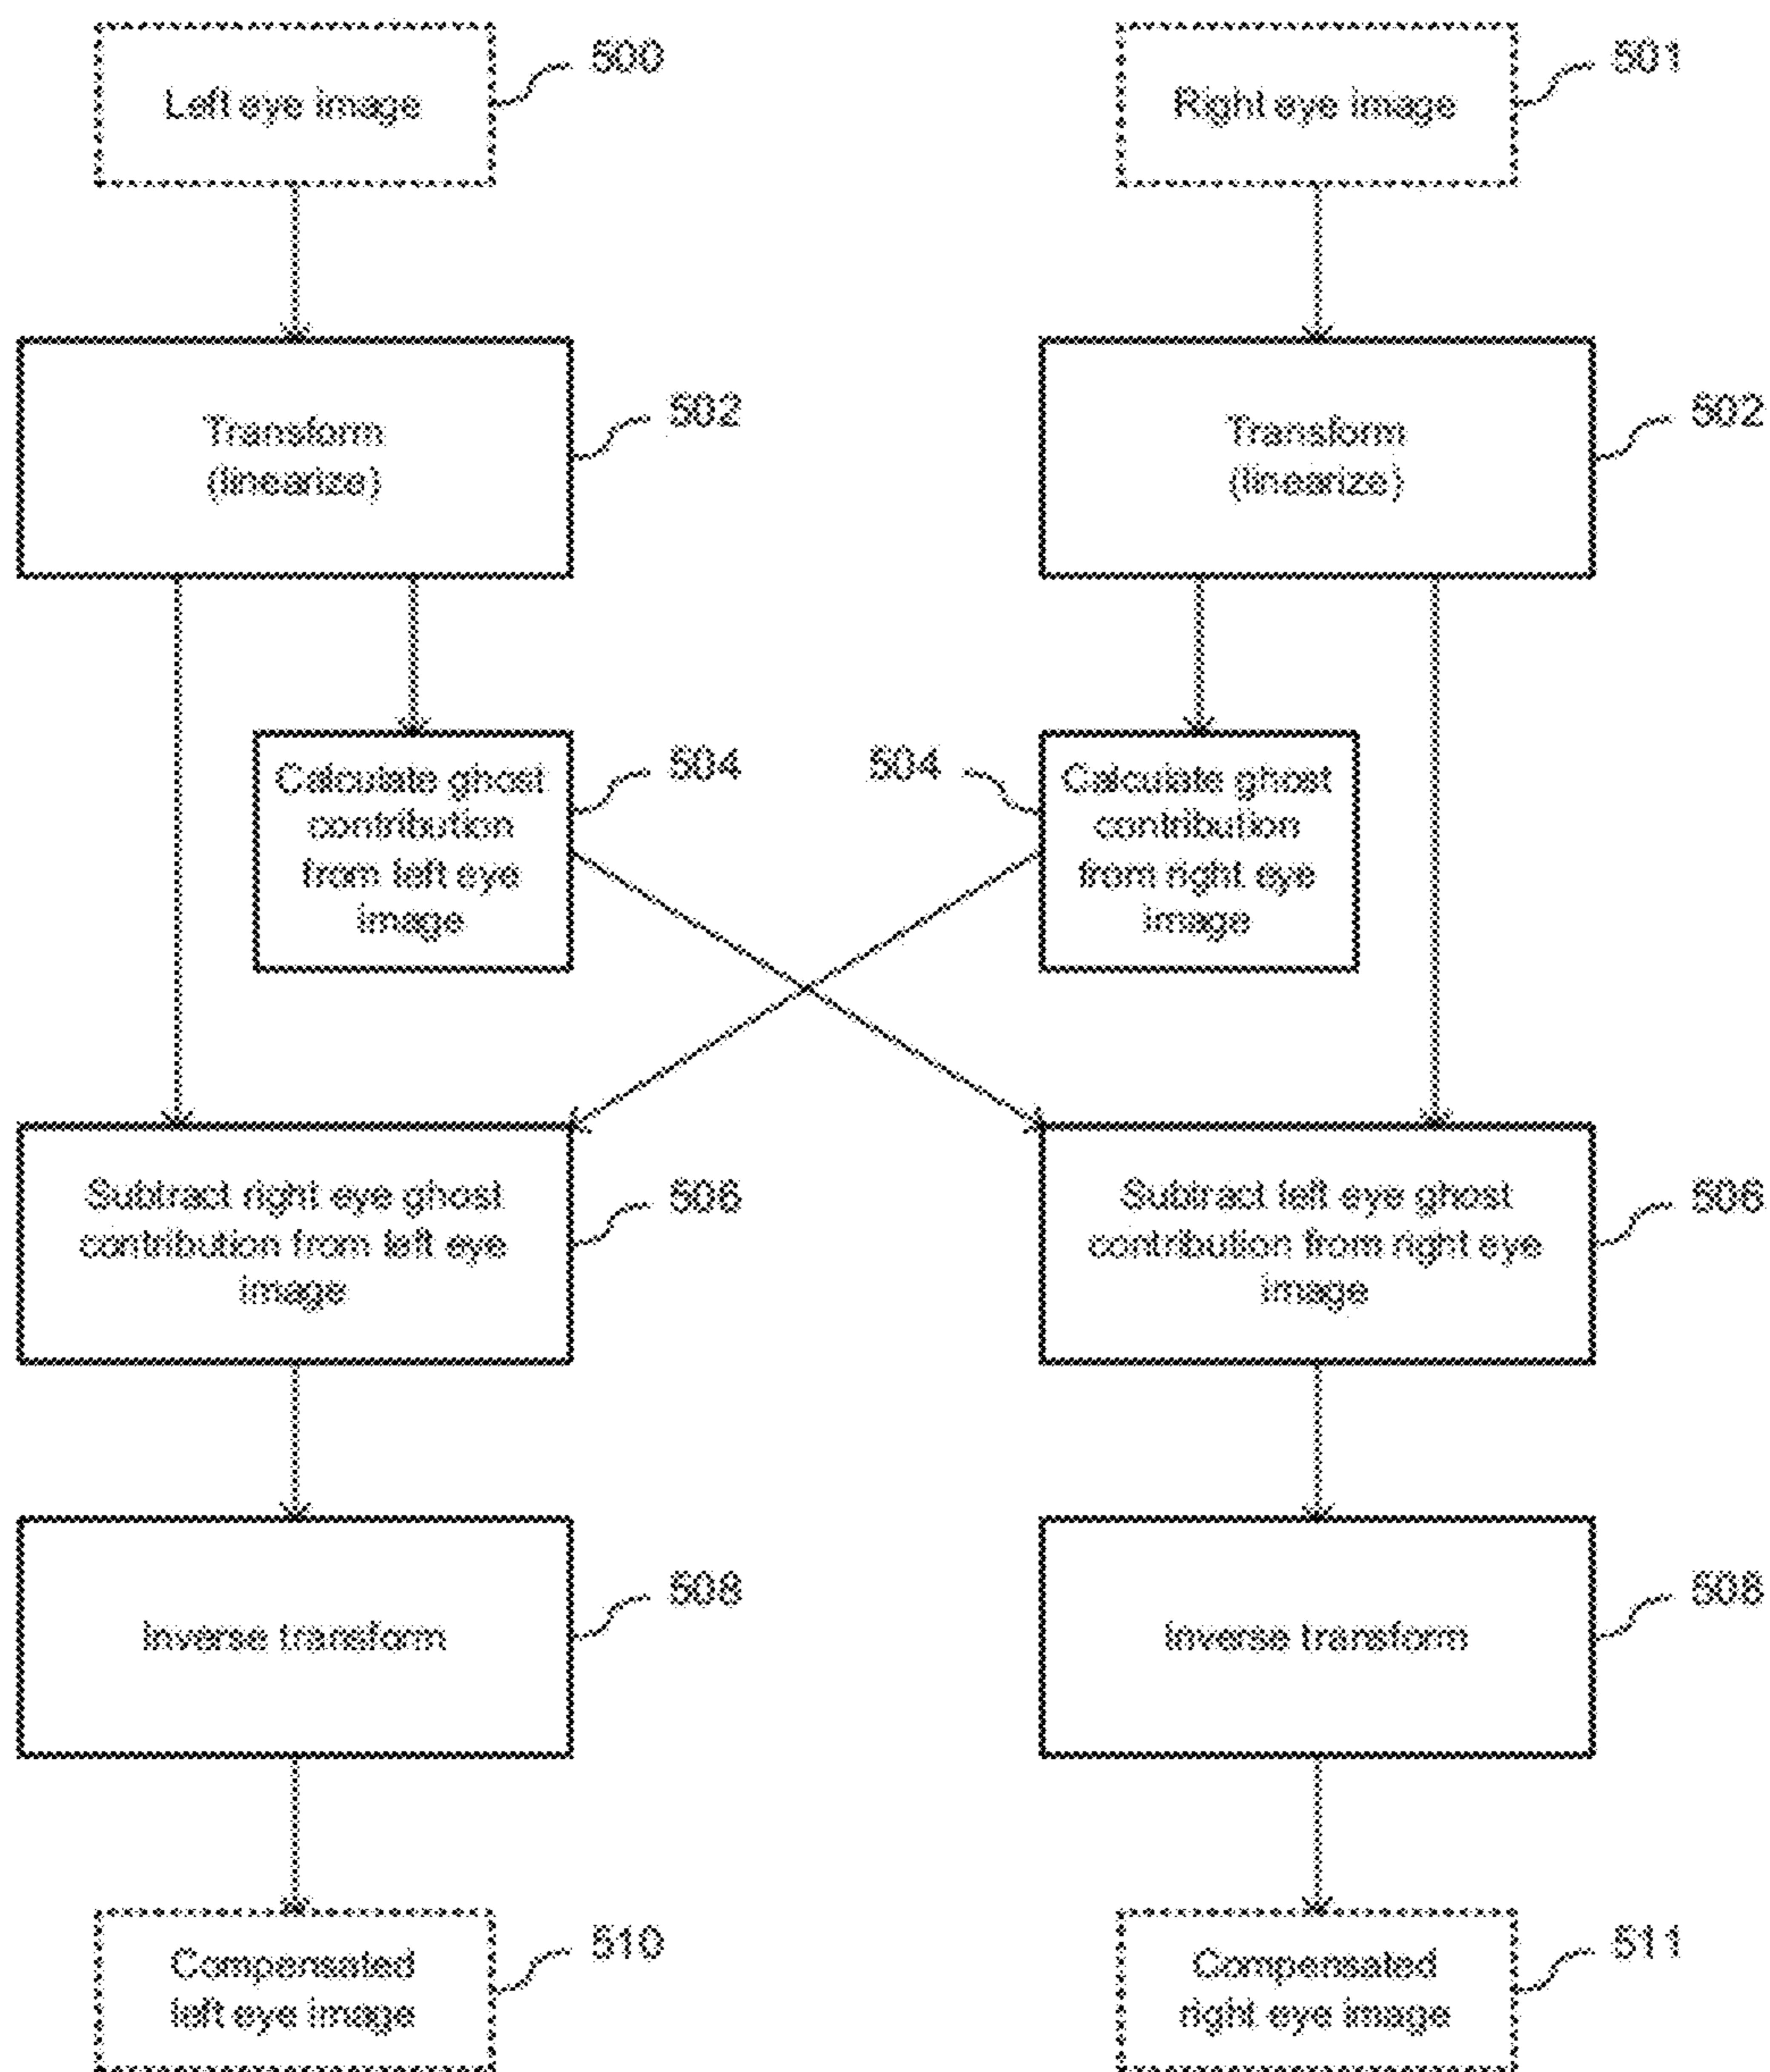 Left eye image
500
Right eye image
501
Transform
(linearize)
502
Transform
(linearize)
502
Calculate ghost
contribution
from left eye
image
504
504
Calculate ghost
contribution
from right eye
image
Subtract right eye ghost
contribution from left eye
image
506
Subtract left eye ghost
contribution from right eye
image
506
Inverse transform
508
Inverse transform
508
Compensated
left eye image
510
Compensated
right eye image
511